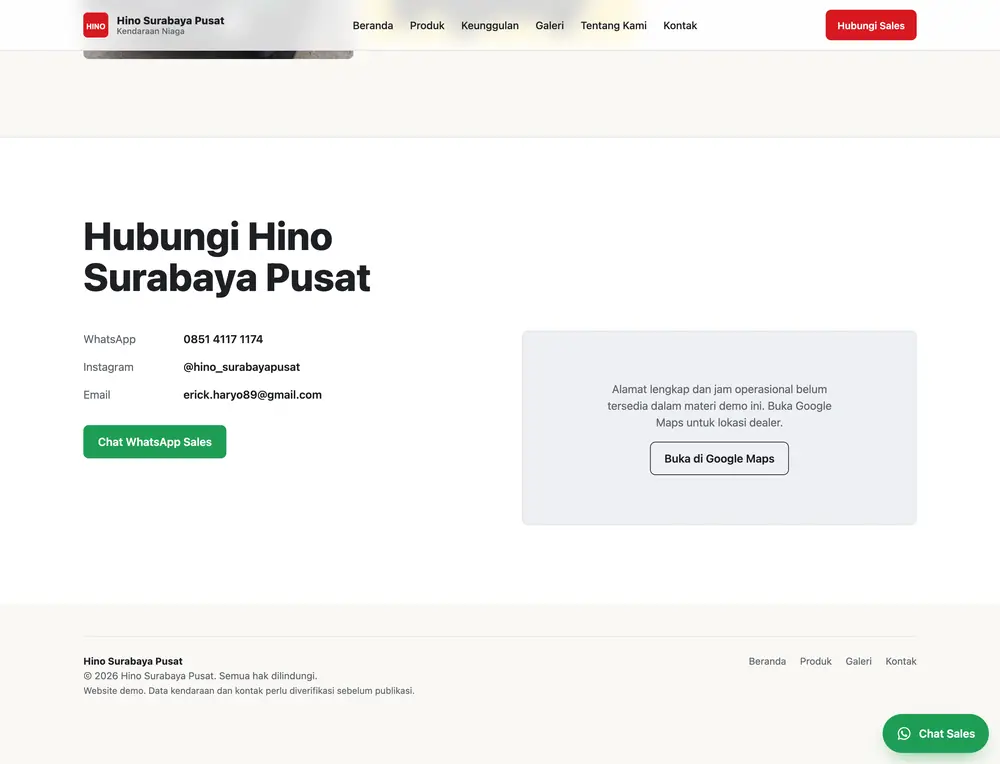 HINO
Hino Surabaya Pusat
Kendaraan Niaga
Beranda
Produk
Keunggulan
Galeri
Tentang Kami
Kontak
Hubungi Sales
Hubungi Hino
Surabaya Pusat
WhatsApp 0851 4117 1174
Instagram @hino_surabayapusat
Email erick.haryo89@gmail.com
Chat WhatsApp Sales
Alamat lengkap dan jam operasional belum
tersedia dalam materi demo ini. Buka Google
Maps untuk lokasi dealer.
Buka di Google Maps
Hino Surabaya Pusat
© 2026 Hino Surabaya Pusat. Semua hak dilindungi.
Website demo. Data kendaraan dan kontak perlu diverifikasi sebelum publikasi.
Beranda
Produk
Galeri
Kontak
Chat Sales